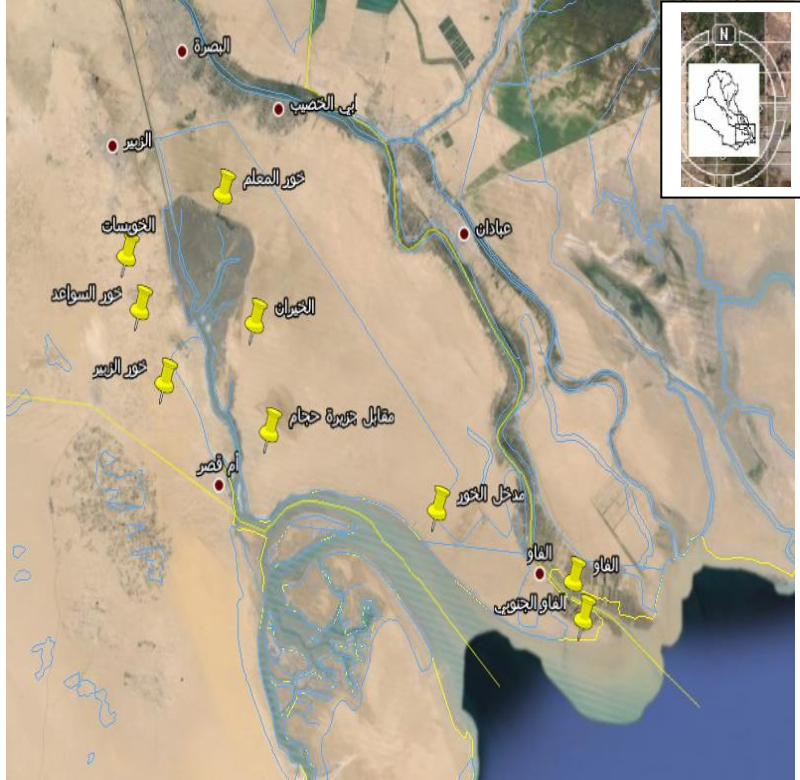 N
البصرة
أبي الخصيب
الزبير
خور المعلم
الخويسات
عبادان
خور السواعد
الخيران
خور الزبير
مقابل جزيرة حجام
أم قصر
مدخل الخور
الفاو
الفاو
الفاو الجنوبي